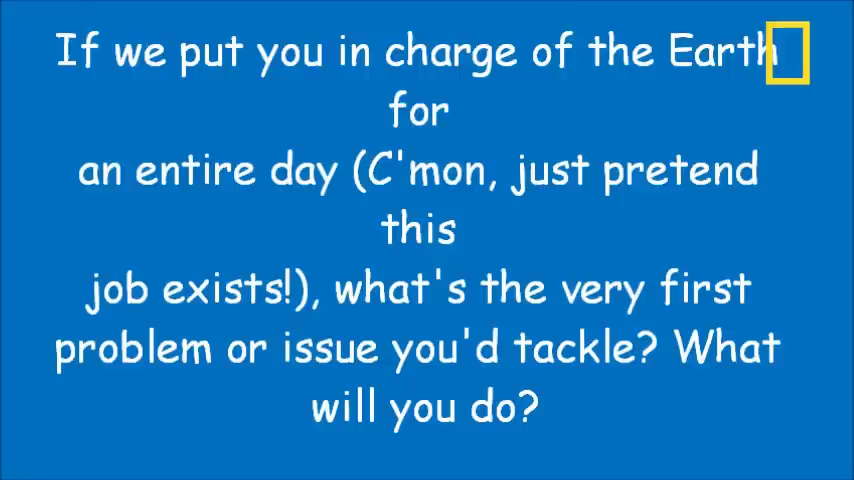 If we put you in charge of the Earth
for
an entire day (C'mon, just pretend
this
job exists!), what's the very first
problem or issue you'd tackle? What
will you do?